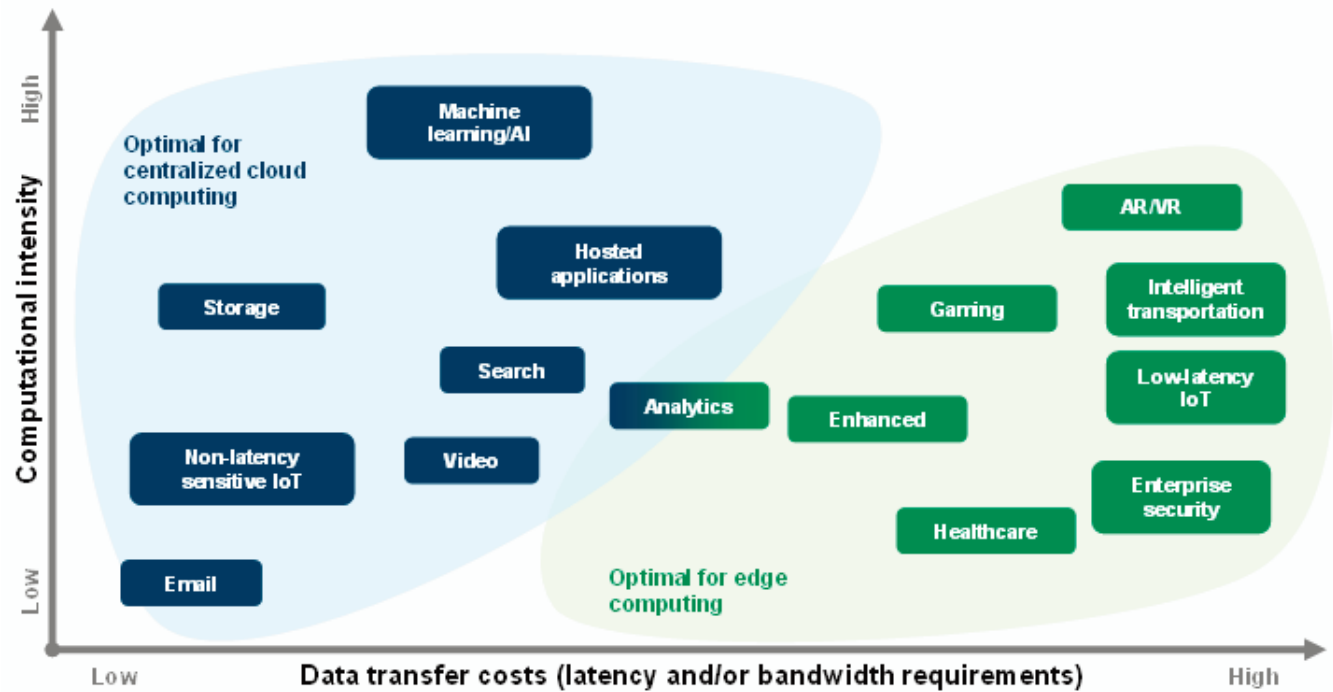 High
Computational intensity
Low
Optimal for
centralized cloud
computing
Machine
learning/AI
Hosted
applications
Storage
Search
Analytics
Non-latency
sensitive IoT
Video
Email
AR/VR
Gaming
Intelligent
transportation
Low-latency
IoT
Enhanced
Enterprise
security
Healthcare
Optimal for edge
computing
Low
Data transfer costs (latency and/or bandwidth requirements)
High